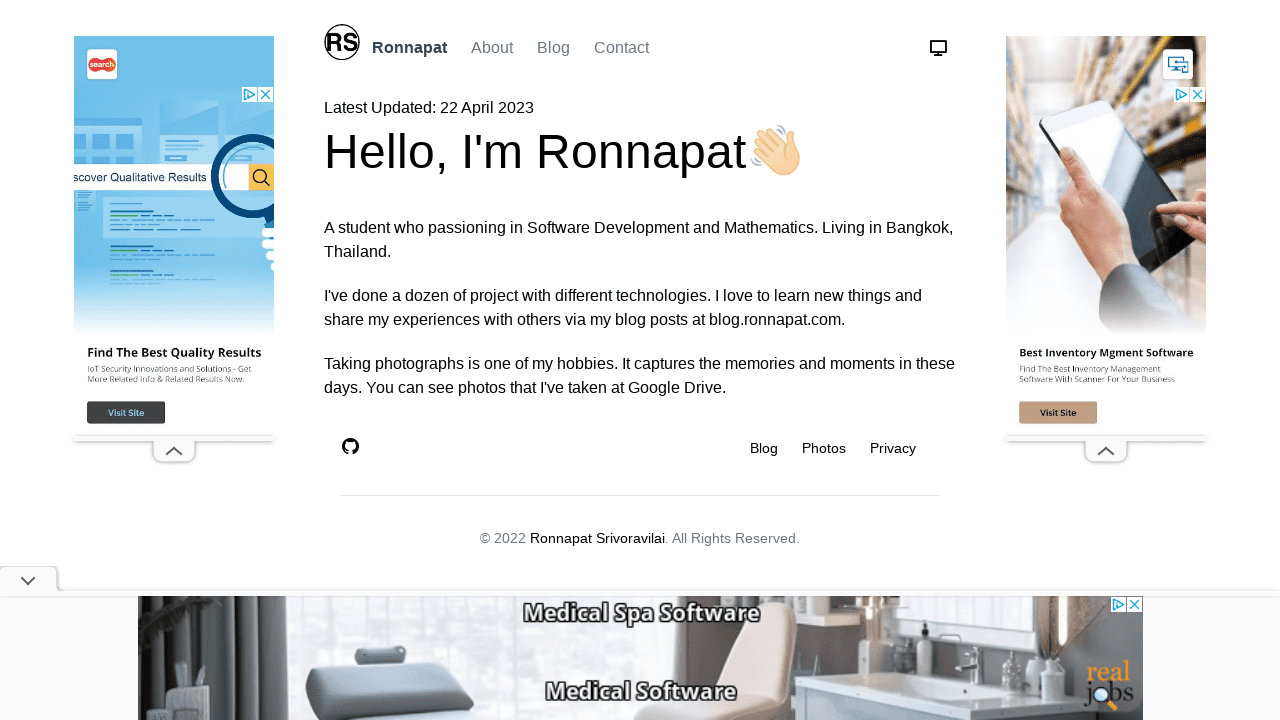 RS
Ronnapat About Blog Contact
Latest Updated: 22 April 2023
Hello, I'm Ronnapat👋🏼
A student who passioning in Software Development and Mathematics. Living in Bangkok,
Thailand.
I've done a dozen of project with different technologies. I love to learn new things and
share my experiences with others via my blog posts at blog.ronnapat.com.
Taking photographs is one of my hobbies. It captures the memories and moments in these
days. You can see photos that I've taken at Google Drive.
Blog Photos Privacy
© 2022 Ronnapat Srivoravilai. All Rights Reserved.
search
scover Qualitative Results
Find The Best Quality Results
IoT Security Innovations and Solutions - Get
More Related Info & Related Results Now.
Visit Site
Best Inventory Mgment Software
Find The Best Inventory Management
Software With Scanner For Your Business
Visit Site
Medical Spa Software
Medical Software
real
jobs